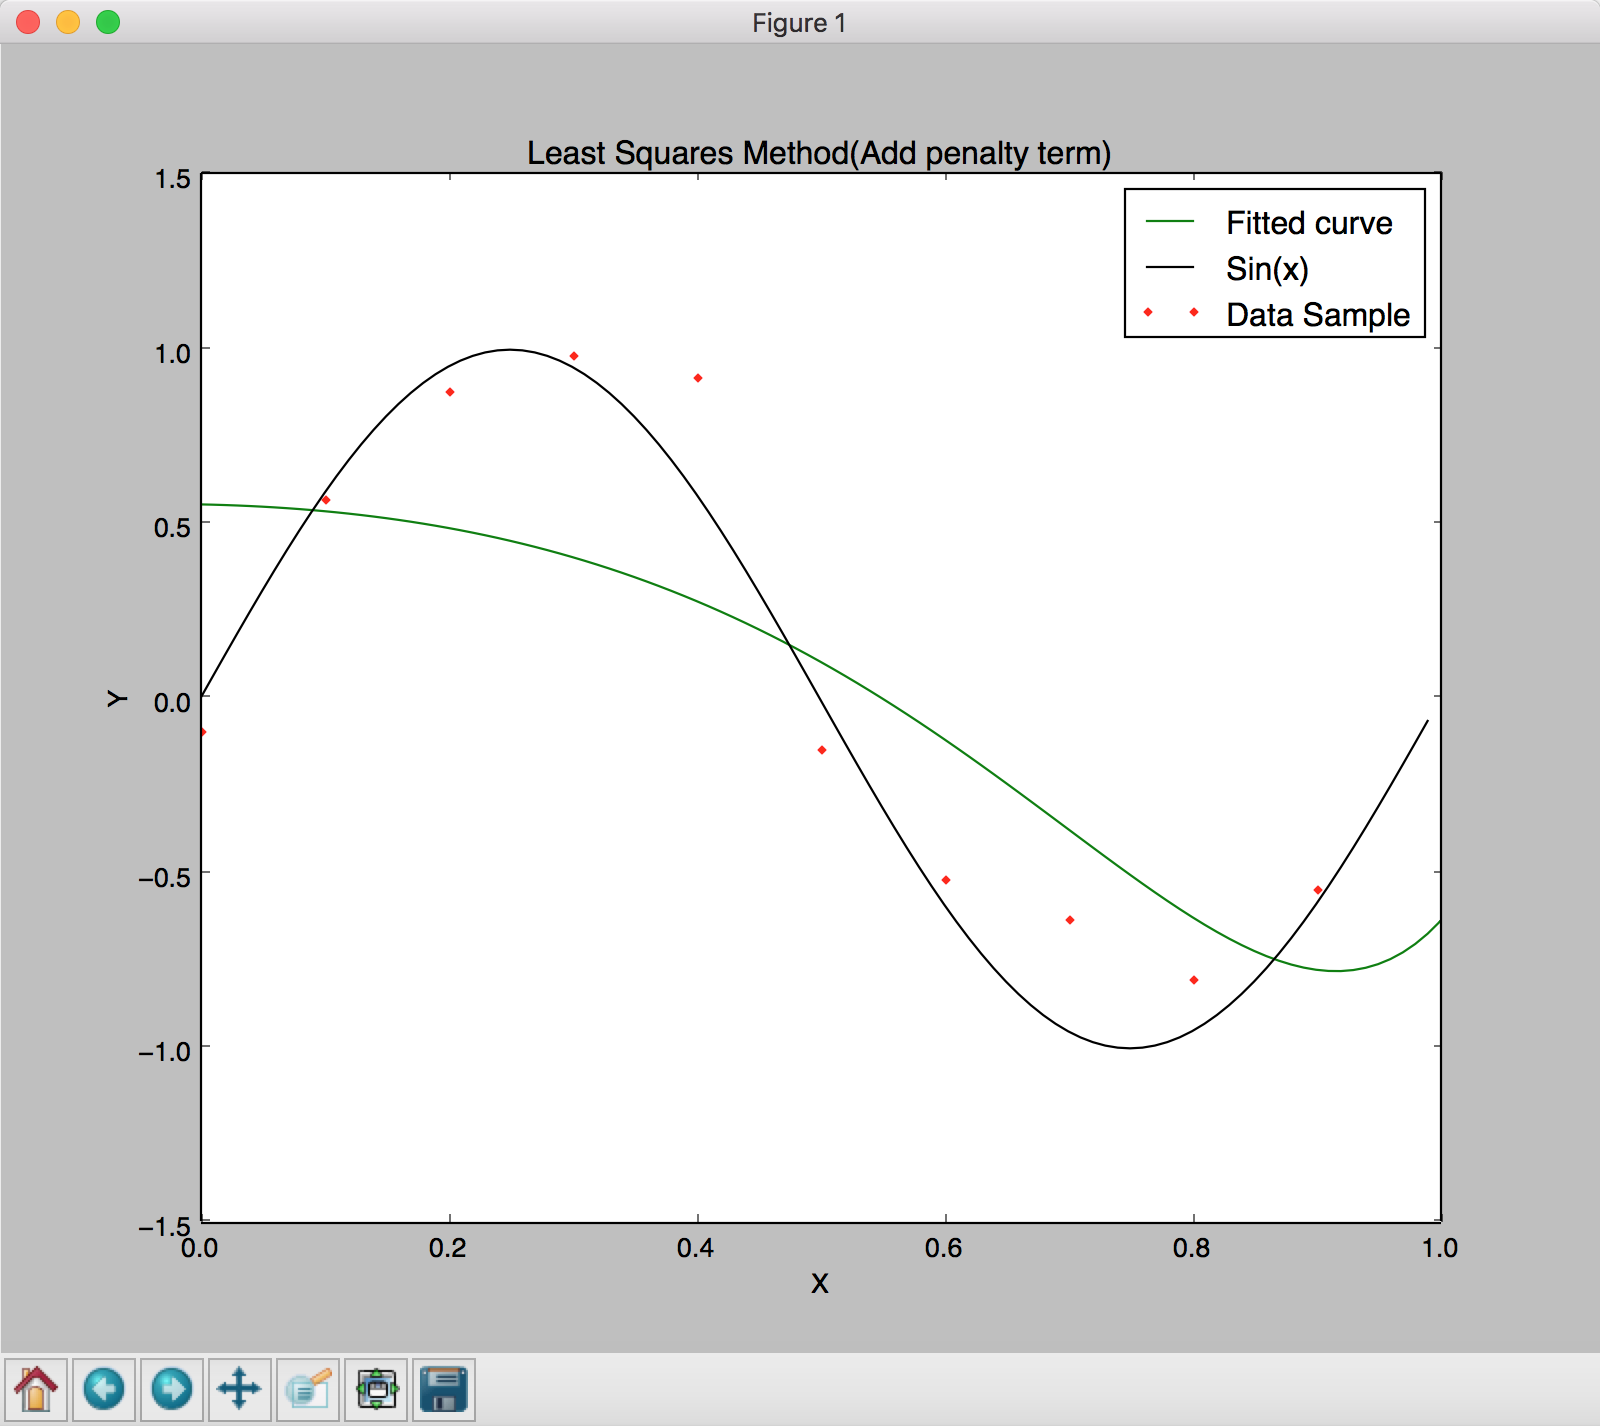 Figure 1
Least Squares Method(Add penalty term)
1.5
1.0
0.5
0.0
−0.5
−1.0
−1.5
Y
Fitted curve
Sin(x)
Data Sample
0.0 0.2 0.4 0.6 0.8 1.0
X